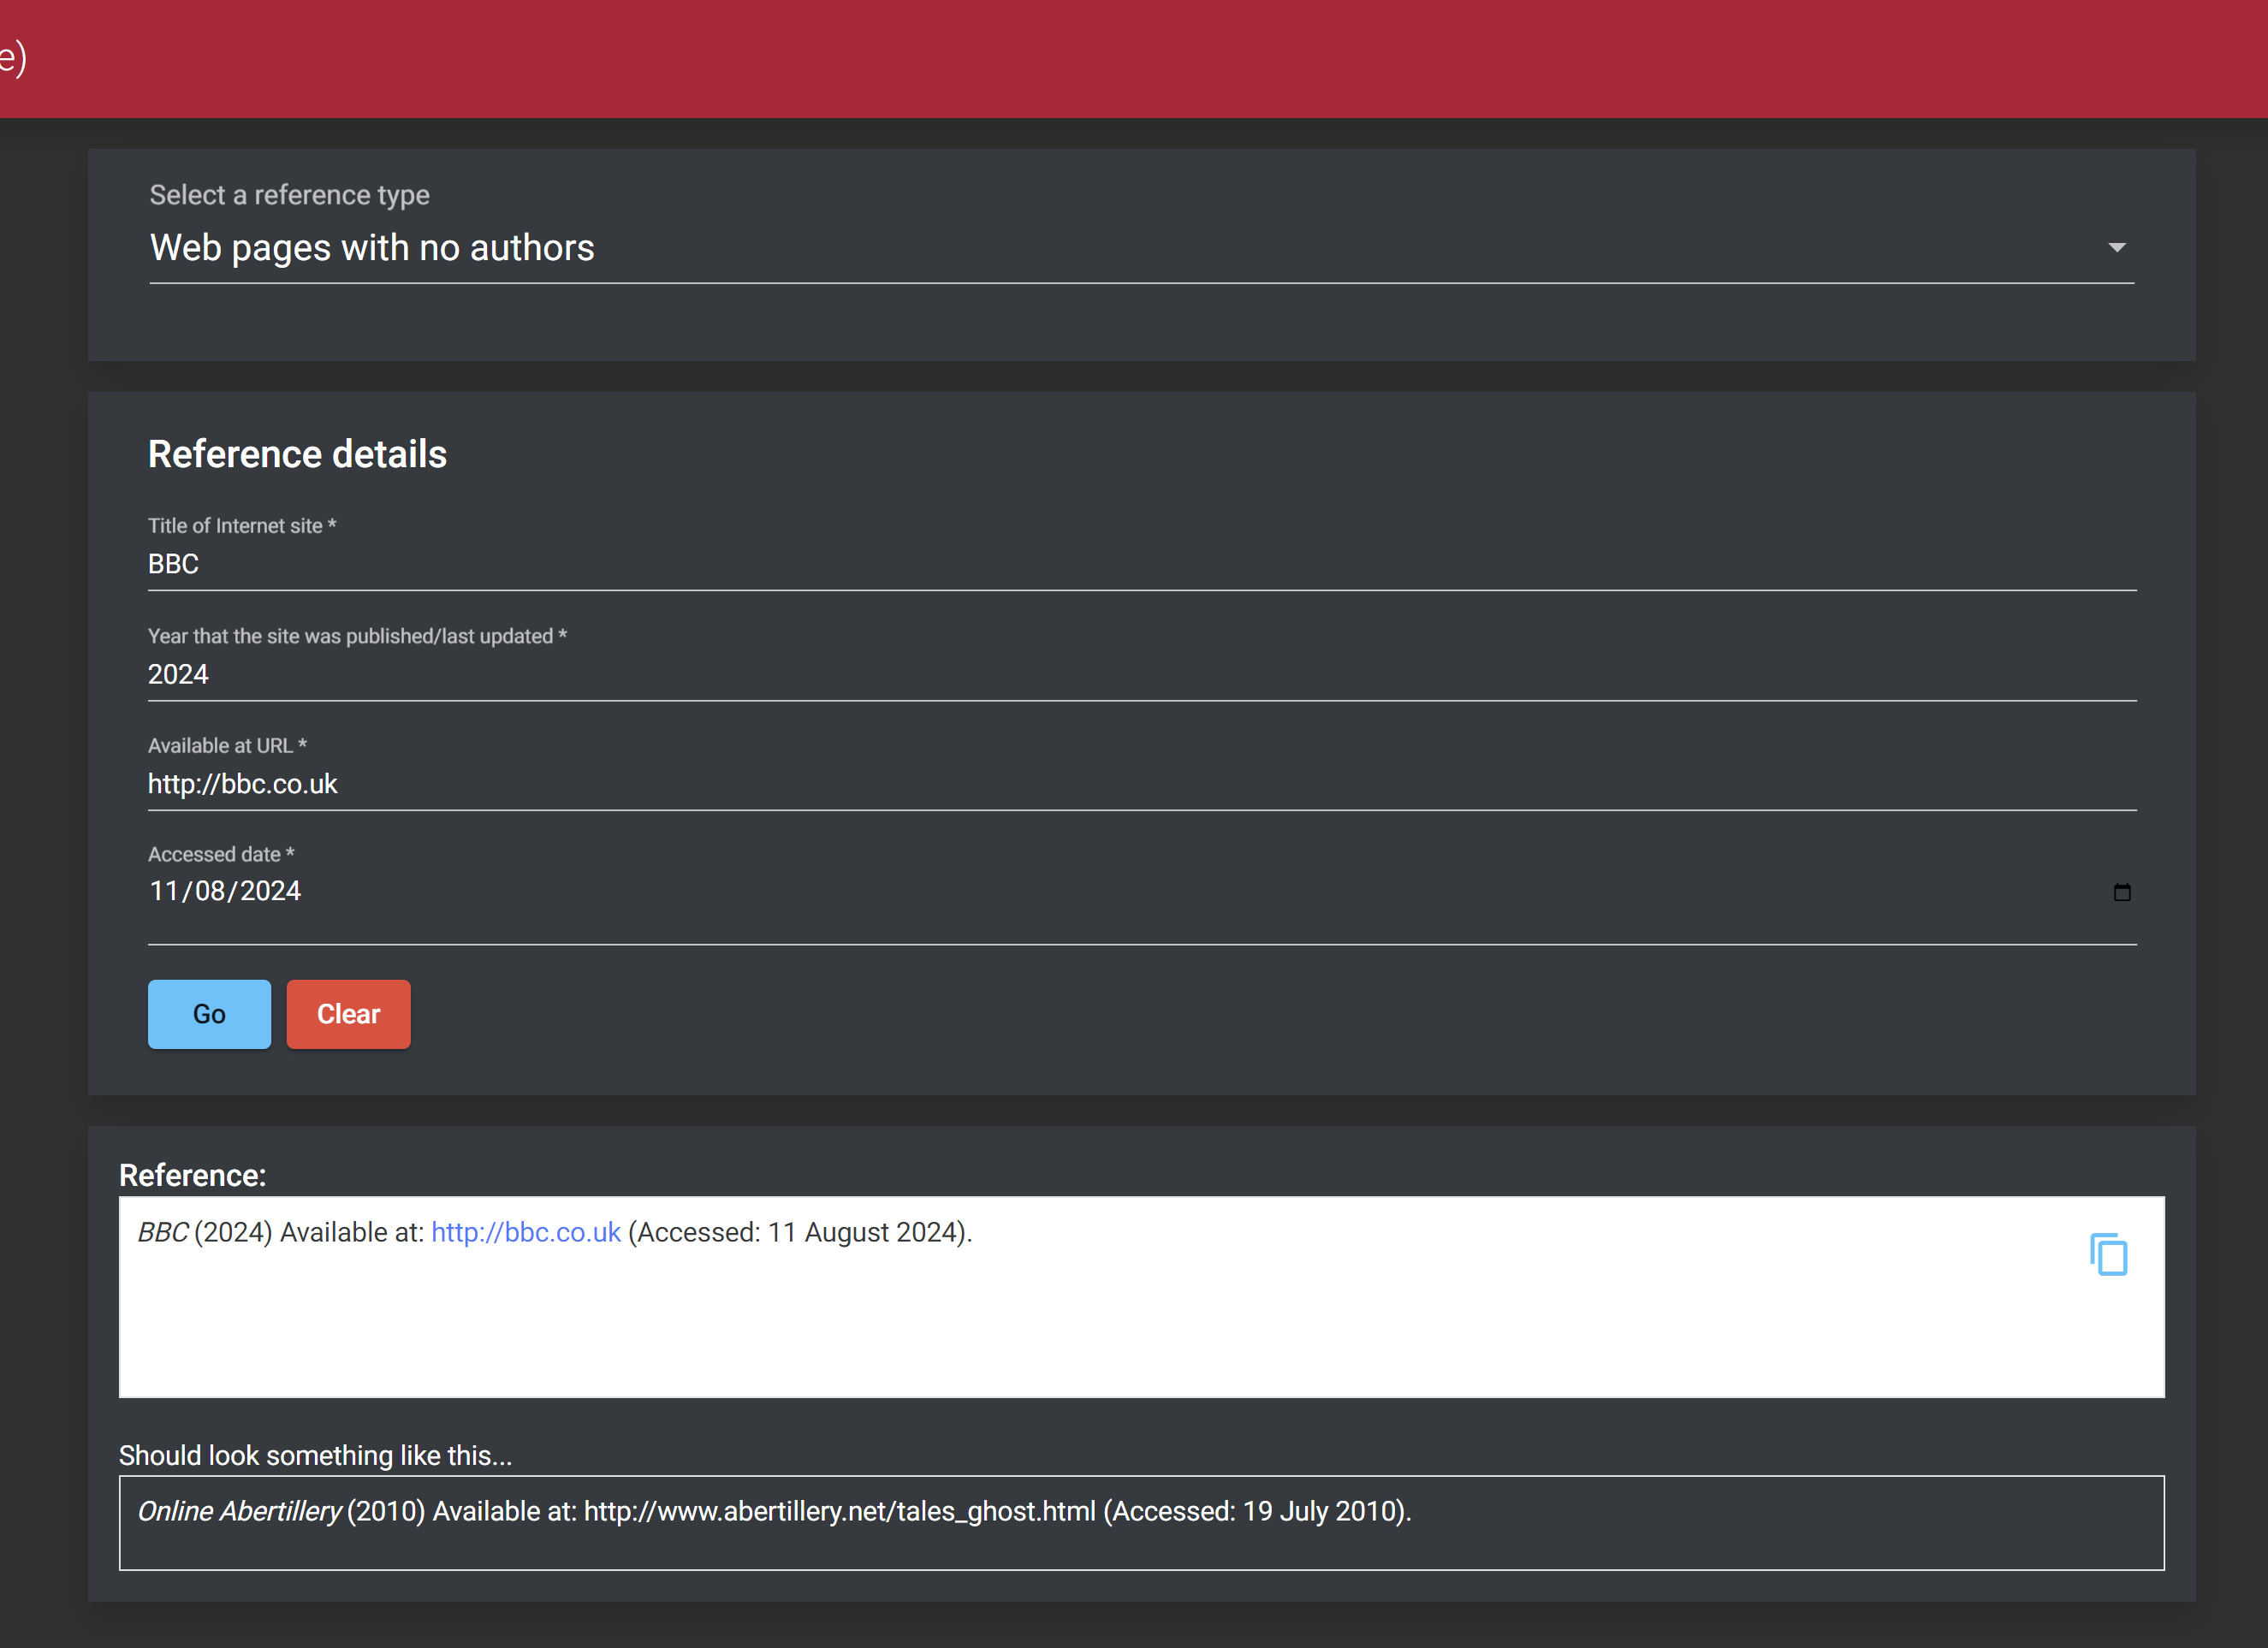 e)
Select a reference type
Web pages with no authors
Reference details
Title of Internet site *
BBC
Year that the site was published/last updated *
2024
Available at URL *
http://bbc.co.uk
Accessed date *
11/08/2024
Go Clear
Reference:
BBC (2024) Available at: http://bbc.co.uk (Accessed: 11 August 2024).
Should look something like this...
Online Abertillery (2010) Available at: http://www.abertillery.net/tales_ghost.html (Accessed: 19 July 2010).